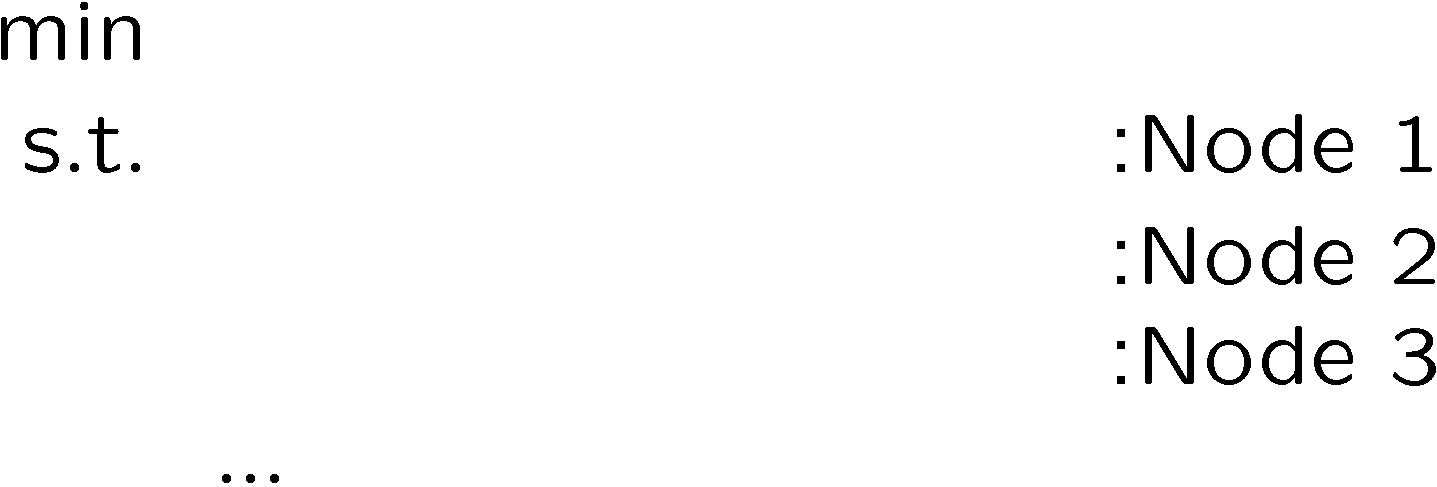 min
s.t. :Node 1
:Node 2
:Node 3
...